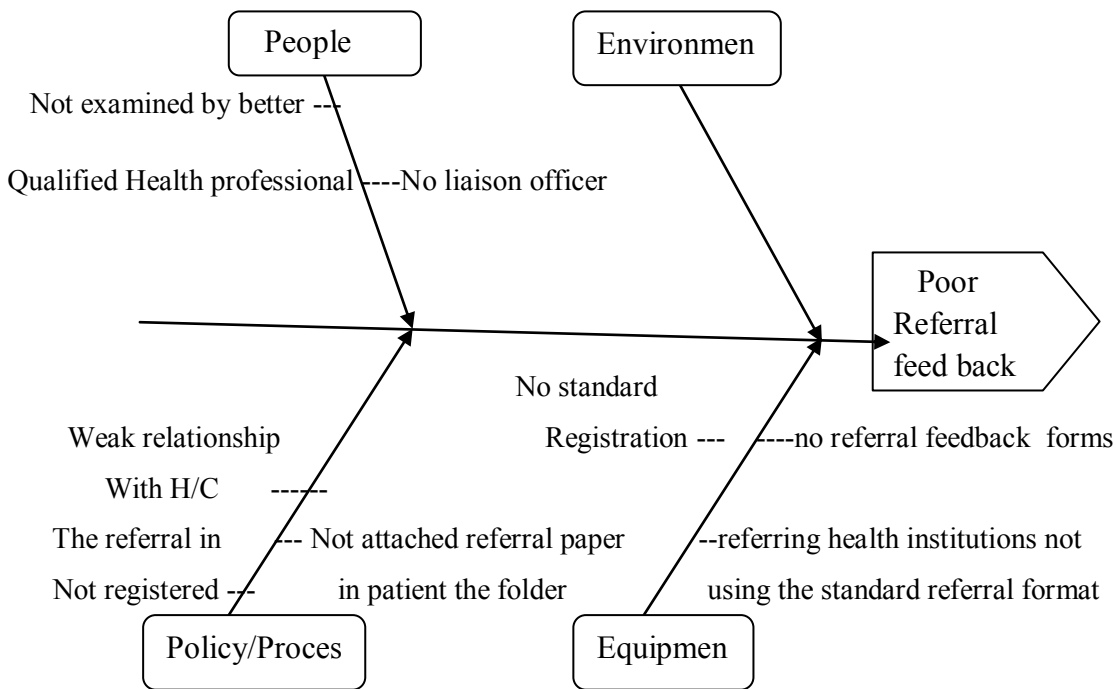 People
Environmen
Not examined by better ---
Qualified Health professional ----No liaison officer
Poor
Referral
feed back
No standard
Registration ---
----no referral feedback forms
Weak relationship
With H/C ------
The referral in
Not registered ---
--- Not attached referral paper
in patient the folder
--referring health institutions not
using the standard referral format
Policy/Proces
Equipmen